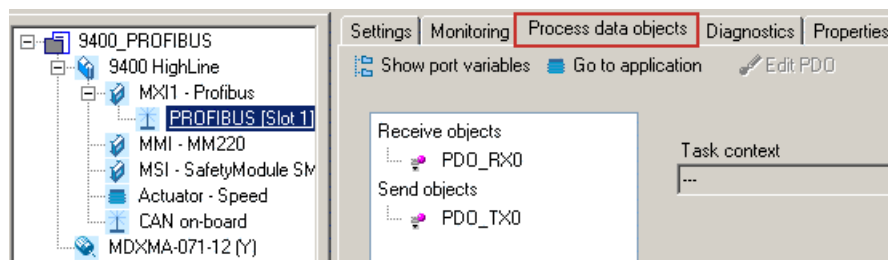 9400_PROFIBUS
9400 HighLine
MXI1 - Profibus
PROFIBUS [Slot 1]
MMI - MM220
MSI - SafetyModule SM
Actuator - Speed
CAN on-board
MDXMA-071-12 (Y)
Settings Monitoring Process data objects Diagnostics Properties
Show port variables Go to application Edit PDO
Receive objects
PDO_RX0
Send objects
PDO_TX0
Task context
---